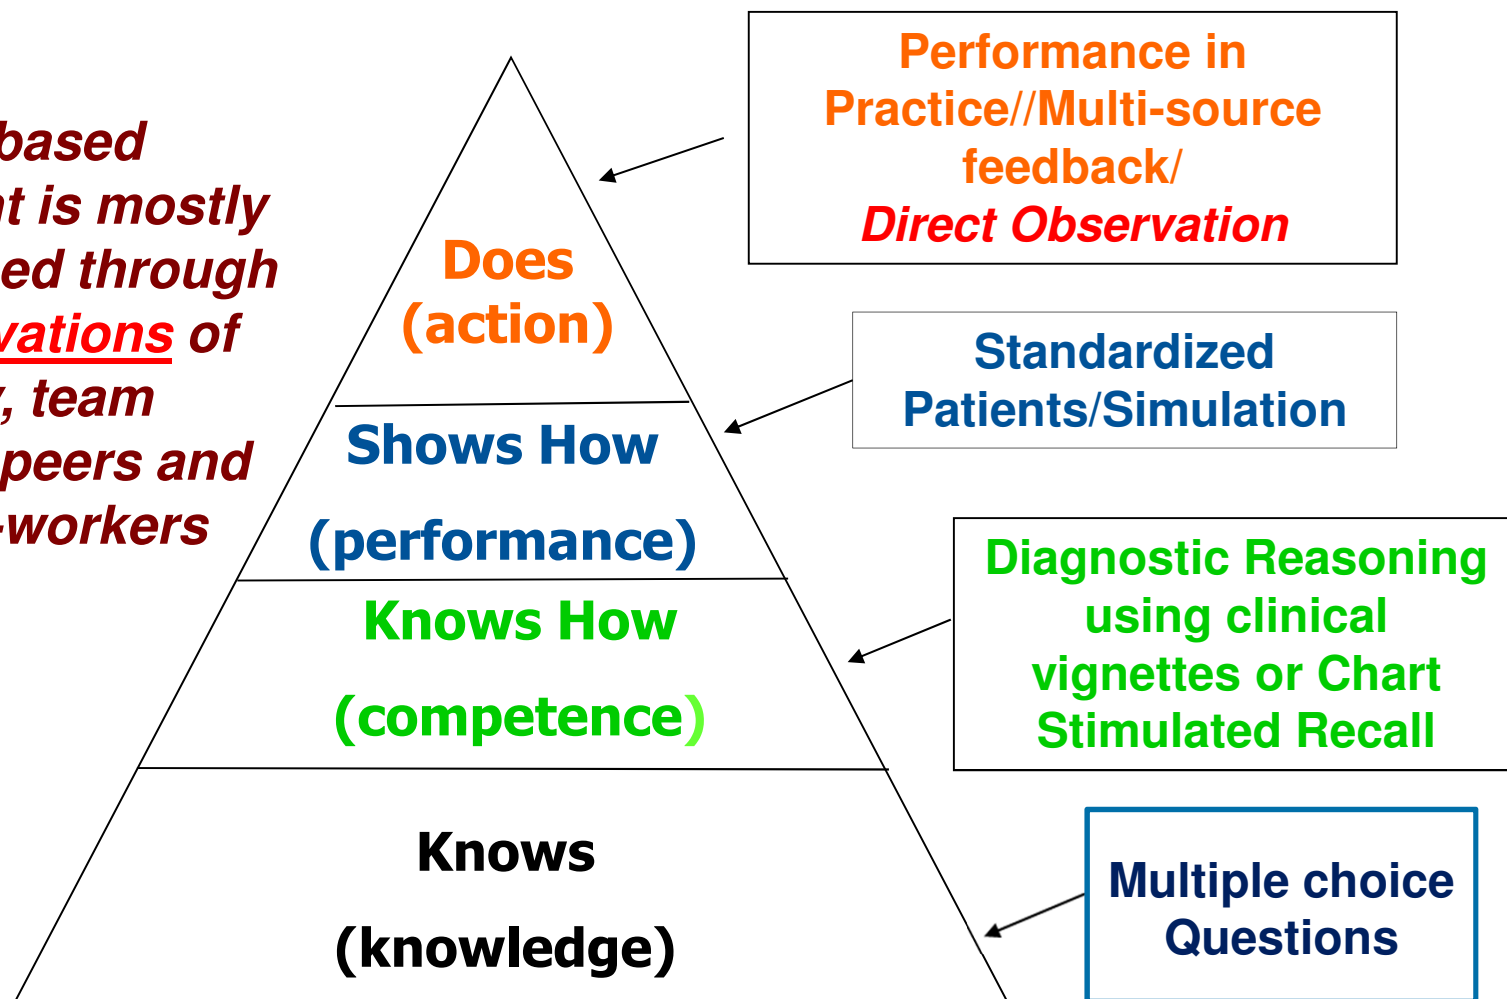 based
is mostly
through
of
team
peers and
workers
Does
(action)
Shows How
(performance)
Knows How
(competence)
Knows
(knowledge)
Performance in
Practice//Multi-source
feedback/
Direct Observation
Standardized
Patients/Simulation
Diagnostic Reasoning
using clinical
vignettes or Chart
Stimulated Recall
Multiple choice
Questions